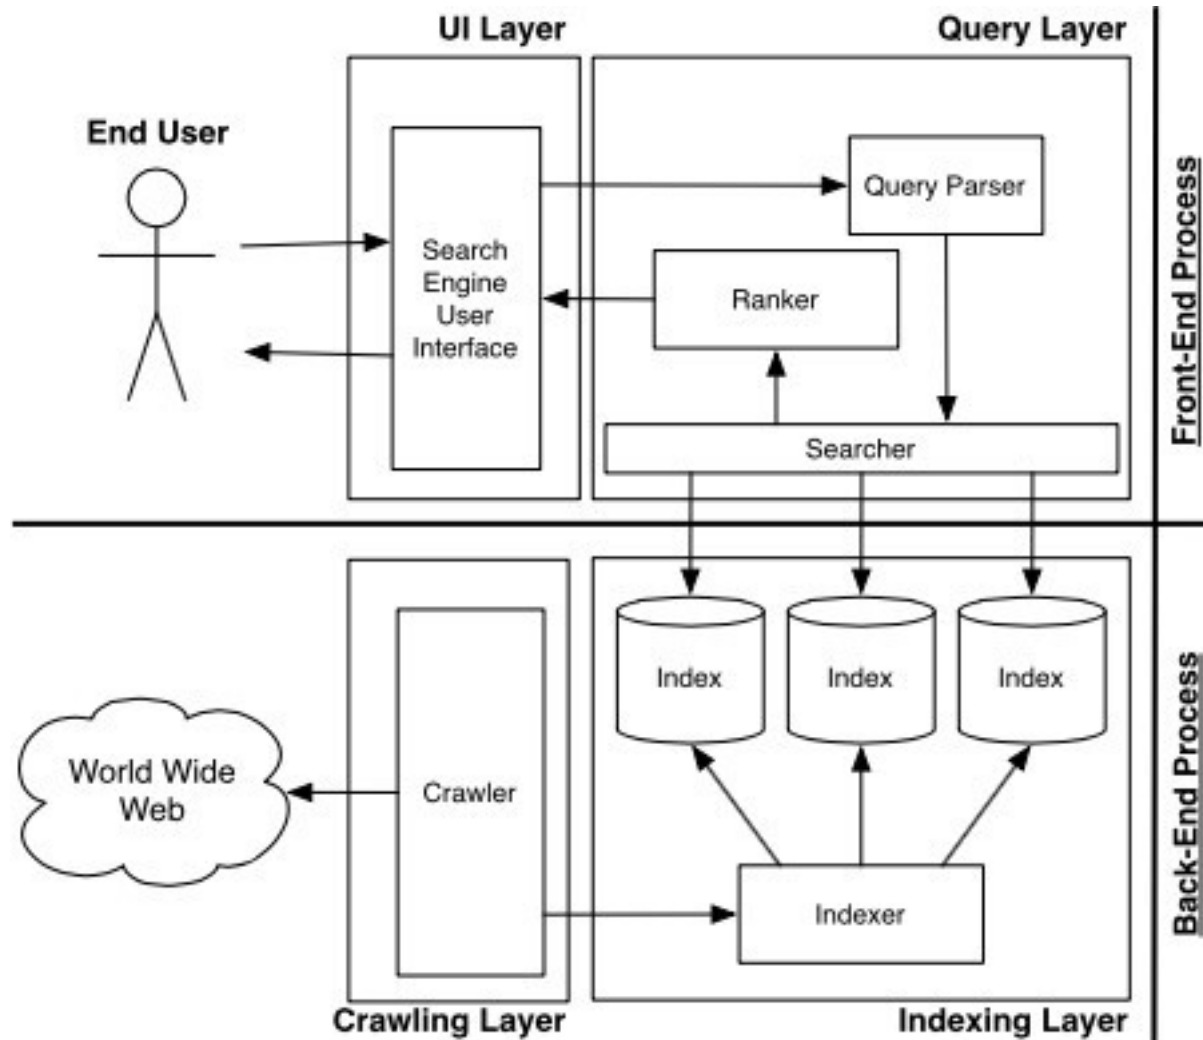 UI Layer
Query Layer
End User
Search
Engine
User
Interface
Query Parser
Ranker
Searcher
Front-End Process
Index
Index
Index
World Wide
Web
Crawler
Indexer
Back-End Process
Crawling Layer
Indexing Layer